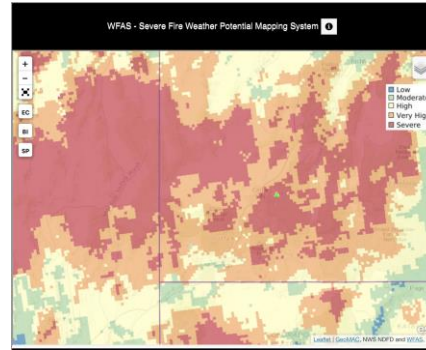 WFAS - Severe Fire Weather Potential Mapping System
+
−
EC
BI
SP
Low
Moderat
High
Very Hig
Severe
Leaflet | GeoMAC, NWS NDFD and WFAS.